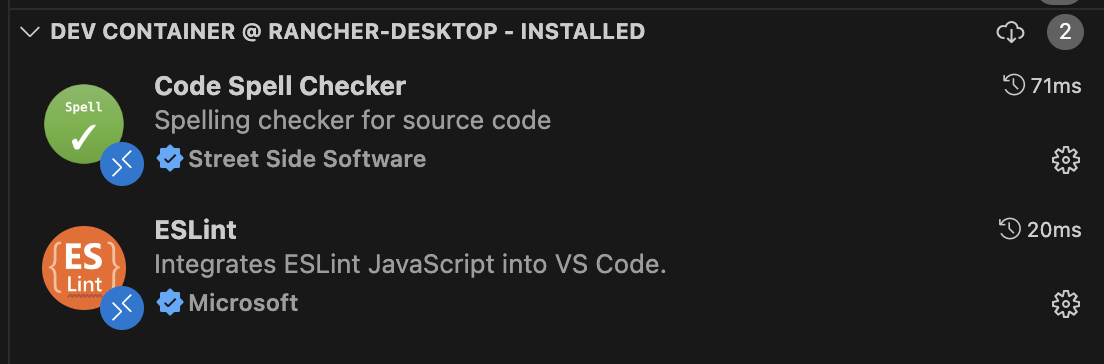 DEV CONTAINER @ RANCHER-DESKTOP - INSTALLED 2
Spell
Code Spell Checker 71ms
Spelling checker for source code
Street Side Software
ESLint 20ms
{ES}
Lint
Integrates ESLint JavaScript into VS Code.
Microsoft